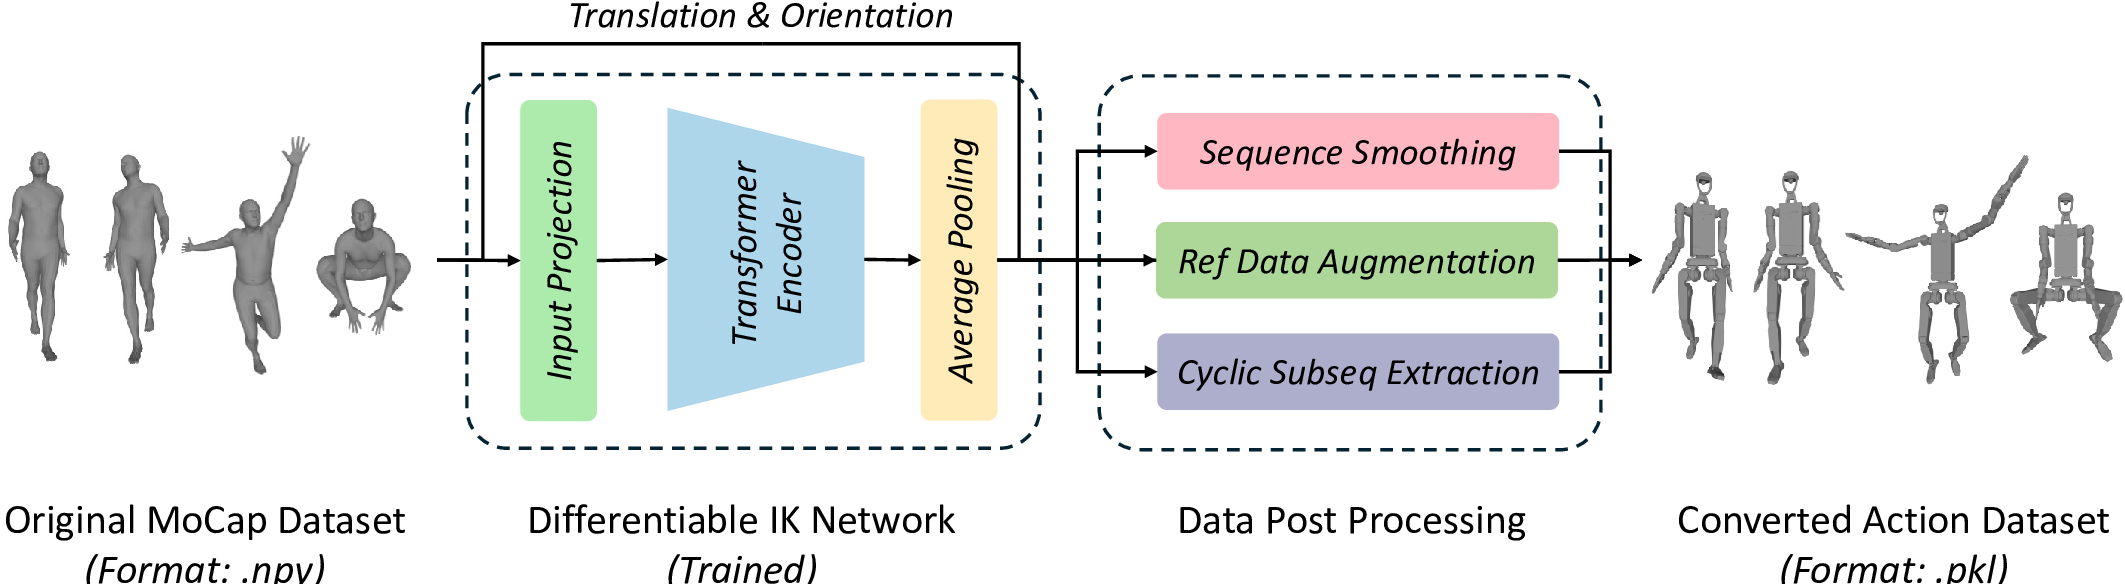 Translation & Orientation
Input Projection
Transformer
Encoder
Average Pooling
Sequence Smoothing
Ref Data Augmentation
Cyclic Subseq Extraction
Original MoCap Dataset
(Format: .npy)
Differentiable IK Network
(Trained)
Data Post Processing
Converted Action Dataset
(Format: .pkl)